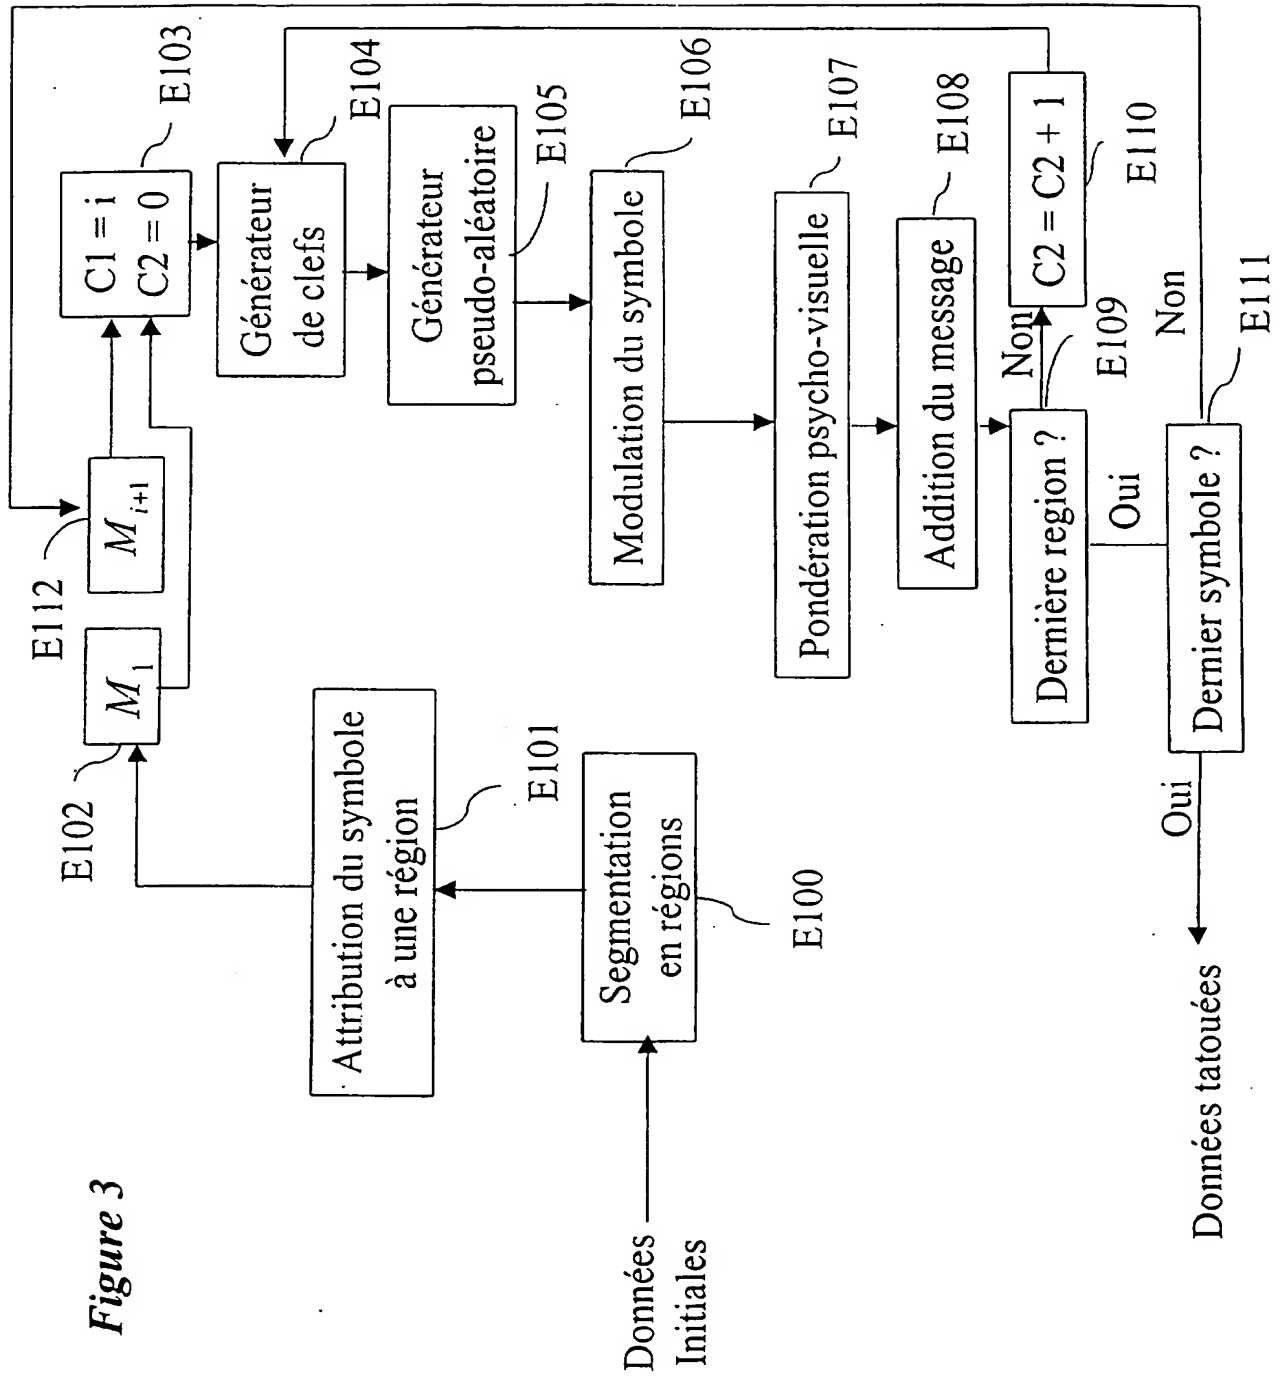 Figure 3
Données
Initiales
Segmentation
en régions
E100
Attribution du symbole
à une région
E101
M1
E102
Mi+1
E112
C1 = i
C2 = 0
E103
Générateur
de clefs
E104
Générateur
pseudo-aléatoire
E105
Modulation du symbole
E106
Pondération psycho-visuelle
E107
Addition du message
E108
Dernière region ?
E109
Non
C2 = C2 + 1
E110
Oui
Dernier symbole ?
E111
Non
Oui
Données tatouées